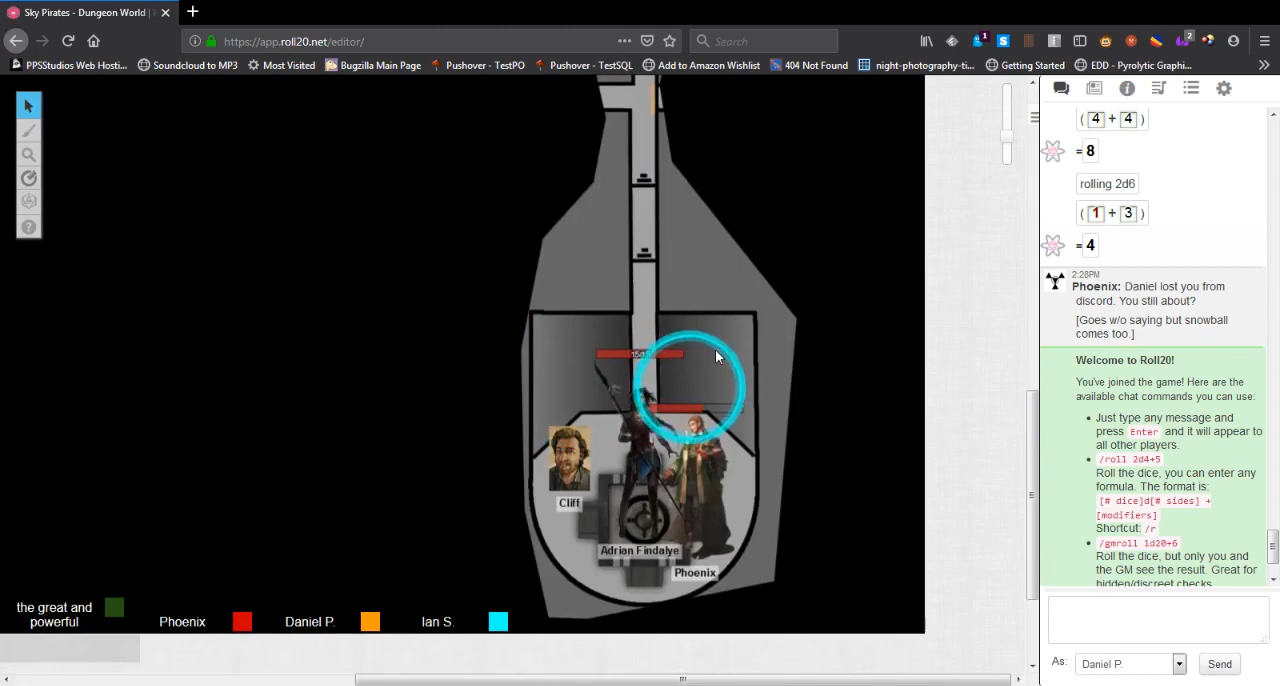 Sky Pirates - Dungeon World |
https://app.roll20.net/editor/
Search
1
2
PPSStudios Web Hosti...
Soundcloud to MP3
Most Visited
Bugzilla Main Page
Pushover - TestPO
Pushover - TestSQL
Add to Amazon Wishlist
404 Not Found
night-photography-ti...
Getting Started
EDD - Pyrolytic Graphi...
( 4 + 4 )
= 8
rolling 2d6
( 1 + 3 )
= 4
2:28PM
Phoenix: Daniel lost you from
discord. You still about?
[Goes w/o saying but snowball
comes too.]
Welcome to Roll20!
You've joined the game! Here are the
available chat commands you can use:
Just type any message and
press Enter and it will appear to
all other players.
/roll 2d4+5
Roll the dice, you can enter any
formula. The format is:
[# dice]d[# sides] +
[modifiers]
Shortcut: /r
/gmroll 1d20+6
Roll the dice, but only you and
the GM see the result. Great for
hidden/discreet checks
Cliff
Adrian Findalye
Phoenix
the great and
powerful
Phoenix
Daniel P.
Ian S.
As:
Daniel P.
Send